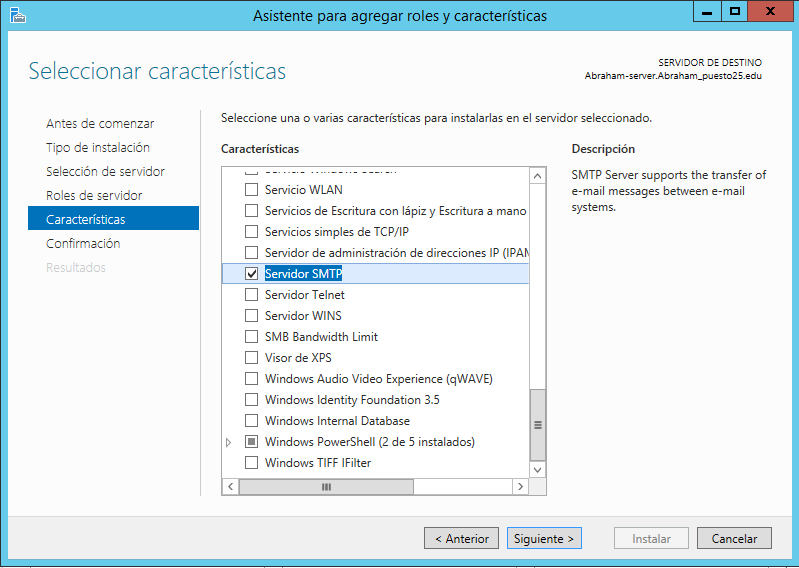 Asistente para agregar roles y características
Seleccionar características
SERVIDOR DE DESTINO
Abraham-server.Abraham_puesto25.edu
Antes de comenzar
Tipo de instalación
Selección de servidor
Roles de servidor
Características
Confirmación
Resultados
Seleccione una o varias características para instalarlas en el servidor seleccionado.
Características
Servicio WLAN
Servicios de Escritura con lápiz y Escritura a mano
Servicios simples de TCP/IP
Servidor de administración de direcciones IP (IPAM
Servidor SMTP
Servidor Telnet
Servidor WINS
SMB Bandwidth Limit
Visor de XPS
Windows Audio Video Experience (qWAVE)
Windows Identity Foundation 3.5
Windows Internal Database
Windows PowerShell (2 de 5 instalados)
Windows TIFF IFilter
Descripción
SMTP Server supports the transfer of
e-mail messages between e-mail
systems.
< Anterior
Siguiente >
Instalar
Cancelar